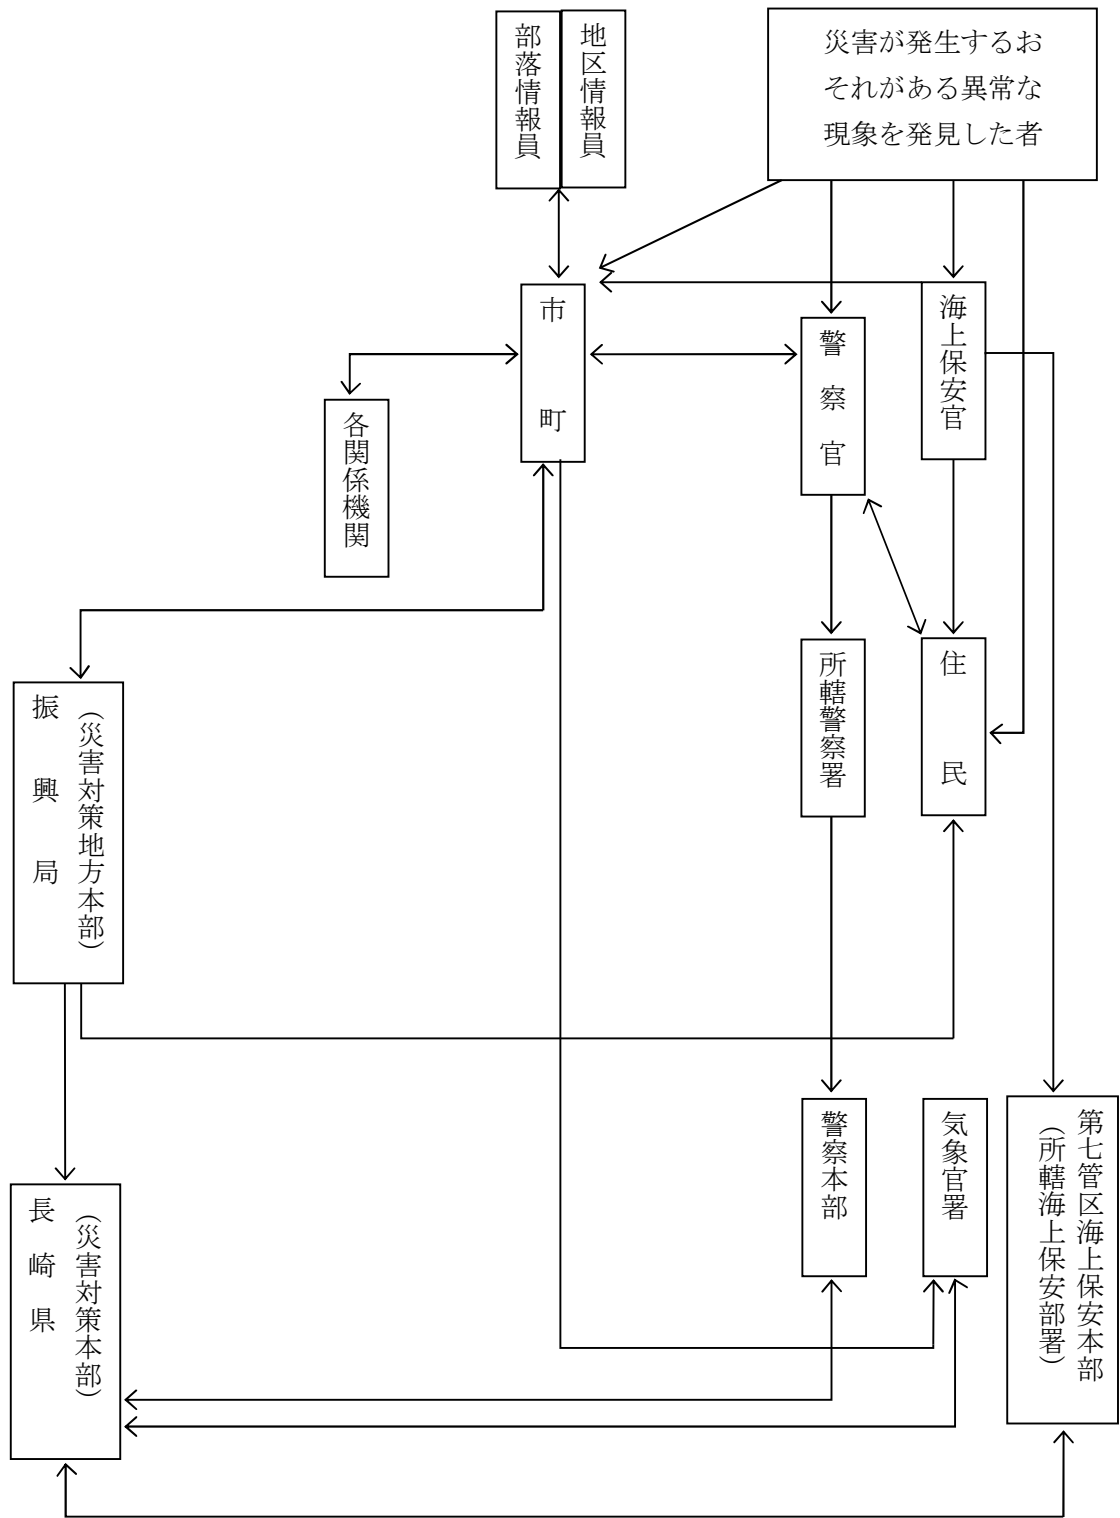 地区情報員
部落情報員
災害が発生するお
それがある異常な
現象を発見した者
市町
警察官
海上保安官
各関係機関
所轄警察署
住民
(災害対策地方本部)
振興局
警察本部
気象官署
第七管区海上保安本部
(所轄海上保安部署)
(災害対策本部)
長崎県